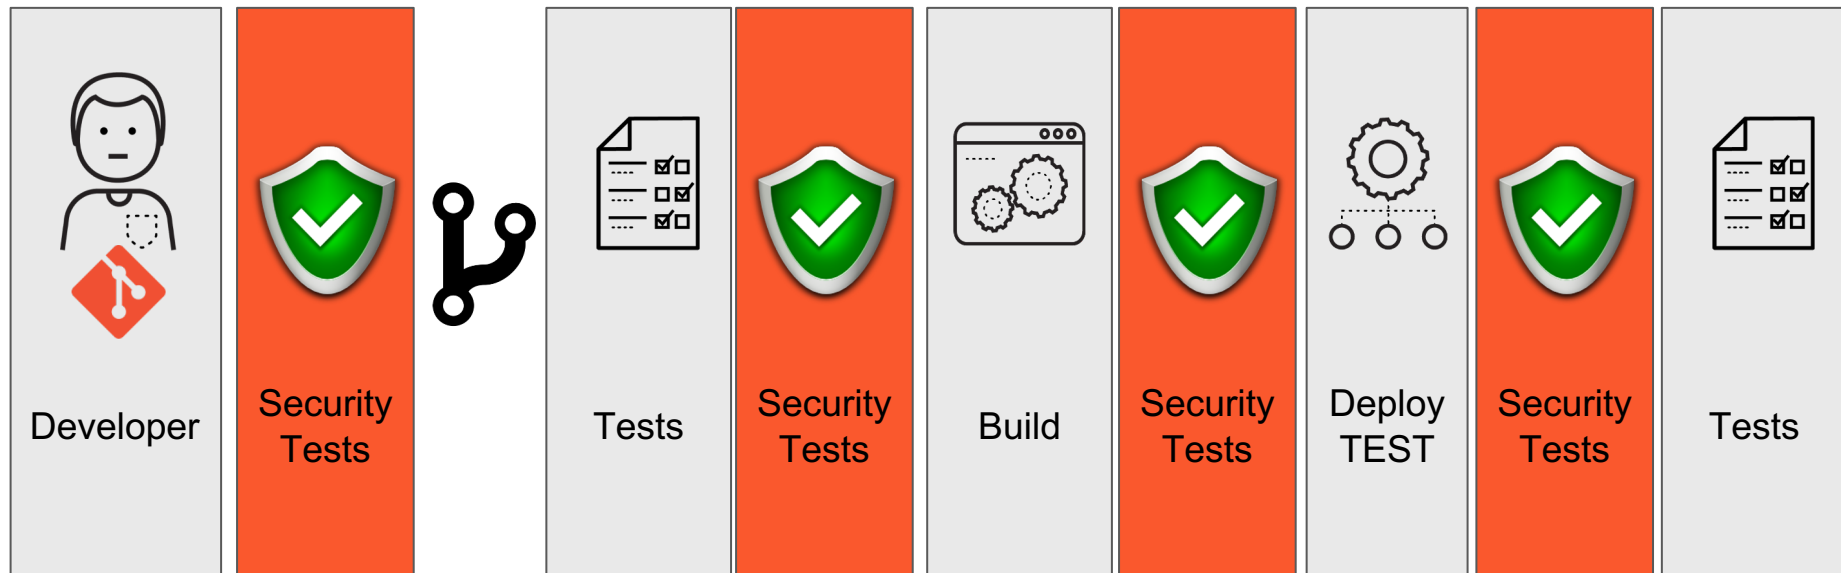 Developer
Security
Tests
Tests
Security
Tests
Build
Security
Tests
Deploy
TEST
Security
Tests
Tests